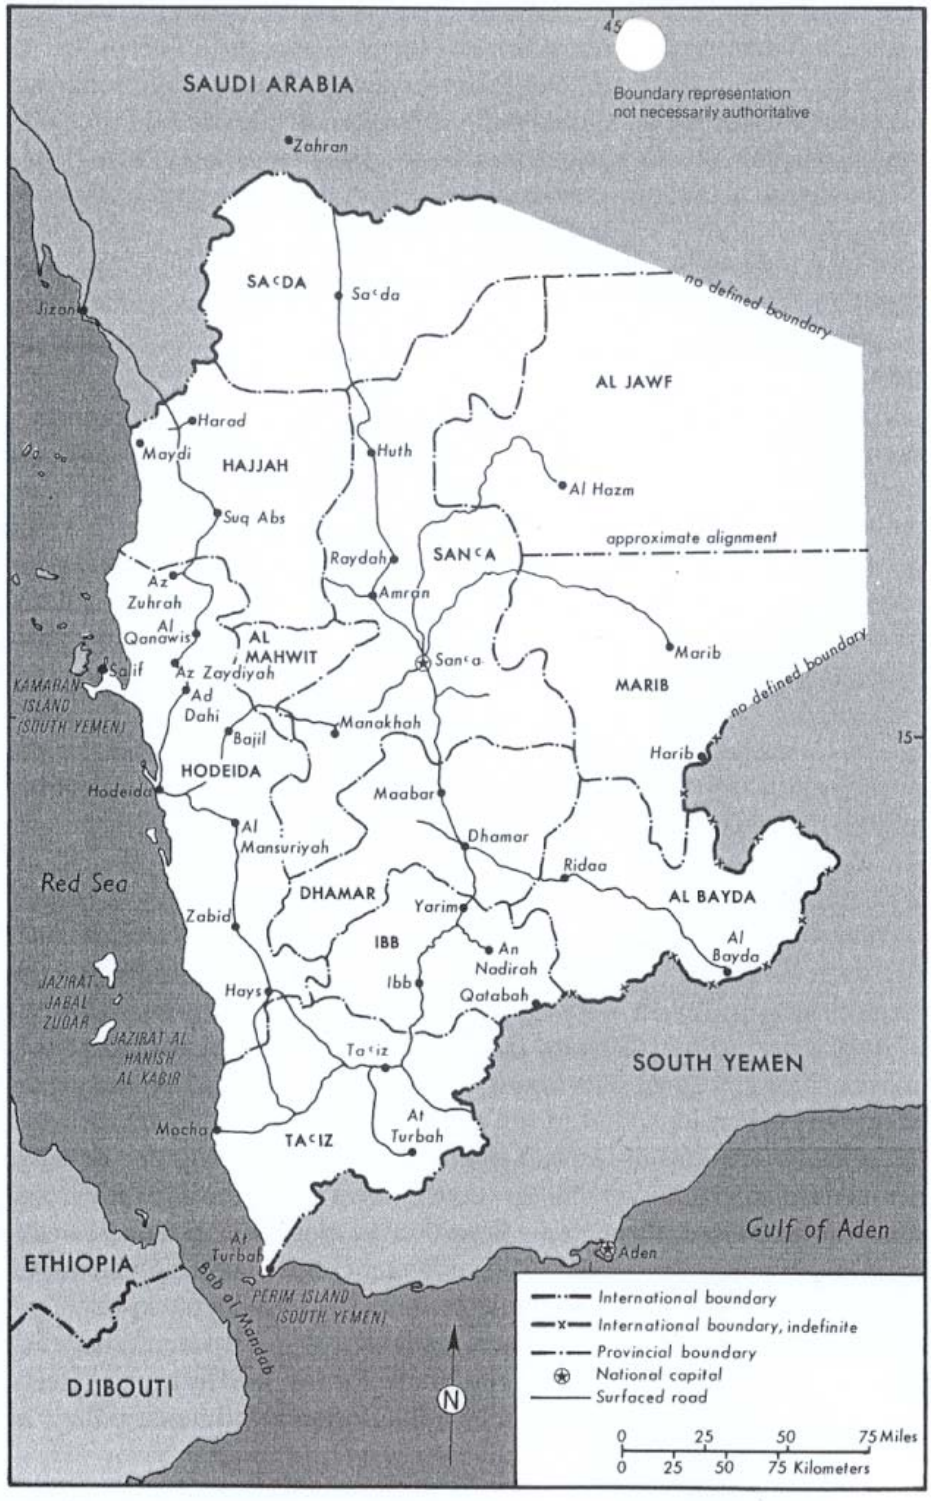 45
SAUDI ARABIA
Boundary representation
not necessarily authoritative
Zahran
SAʿDA
Saʿda
no defined boundary
Jizan
AL JAWF
Harad
Maydi
HAJJAH
Huth
Al Hazm
Suq Abs
approximate alignment
Raydah
SANʿA
Az
Zuhrah
Amran
Al
Qanawis
AL
MAHWIT
Marib
Sanʿa
Salif
Az Zaydiyah
no defined boundary
KAMARAN
ISLAND
(SOUTH YEMEN)
MARIB
Ad
Dahi
Manakhah
Bajil
15
Harib
HODEIDA
Hodeida
Maabar
Al
Mansuriyah
Dhamar
Ridaa
Red Sea
DHAMAR
AL BAYDA
Zabid
Yarim
IBB
An
Nadirah
Al
Bayda
JAZIRAT
JABAL
ZUQAR
Hays
Ibb
Qatabah
JAZIRAT AL
HANISH
AL KABIR
Taʿiz
SOUTH YEMEN
Mocha
At
Turbah
TAʿIZ
Gulf of Aden
At
Turbah
Aden
ETHIOPIA
Bab al Mandab
PERIM ISLAND
(SOUTH YEMEN)
DJIBOUTI
N
International boundary
International boundary, indefinite
Provincial boundary
National capital
Surfaced road
0 25 50 75 Miles
0 25 50 75 Kilometers